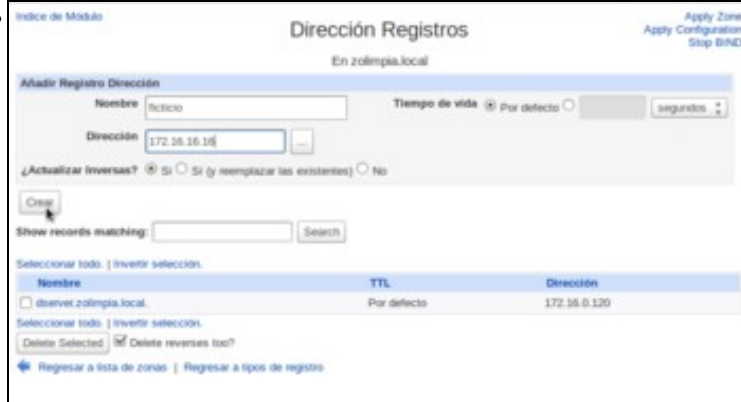 Indice de Módulo
Dirección Registros
Apply Zone
Apply Configuration
Stop BIND
En zolimpia.local
Añadir Registro Dirección
Nombre ficticio Tiempo de vida Por defecto segundos
Dirección 172.16.16.16 ...
¿Actualizar Inversas? Si Si (y reemplazar las existentes) No
Crear
Show records matching: Search
Seleccionar todo. | Invertir selección.
Nombre TTL Dirección
dserver.zolimpia.local. Por defecto 172.16.0.120
Seleccionar todo. | Invertir selección.
Delete Selected Delete reverses too?
Regresar a lista de zonas | Regresar a tipos de registro